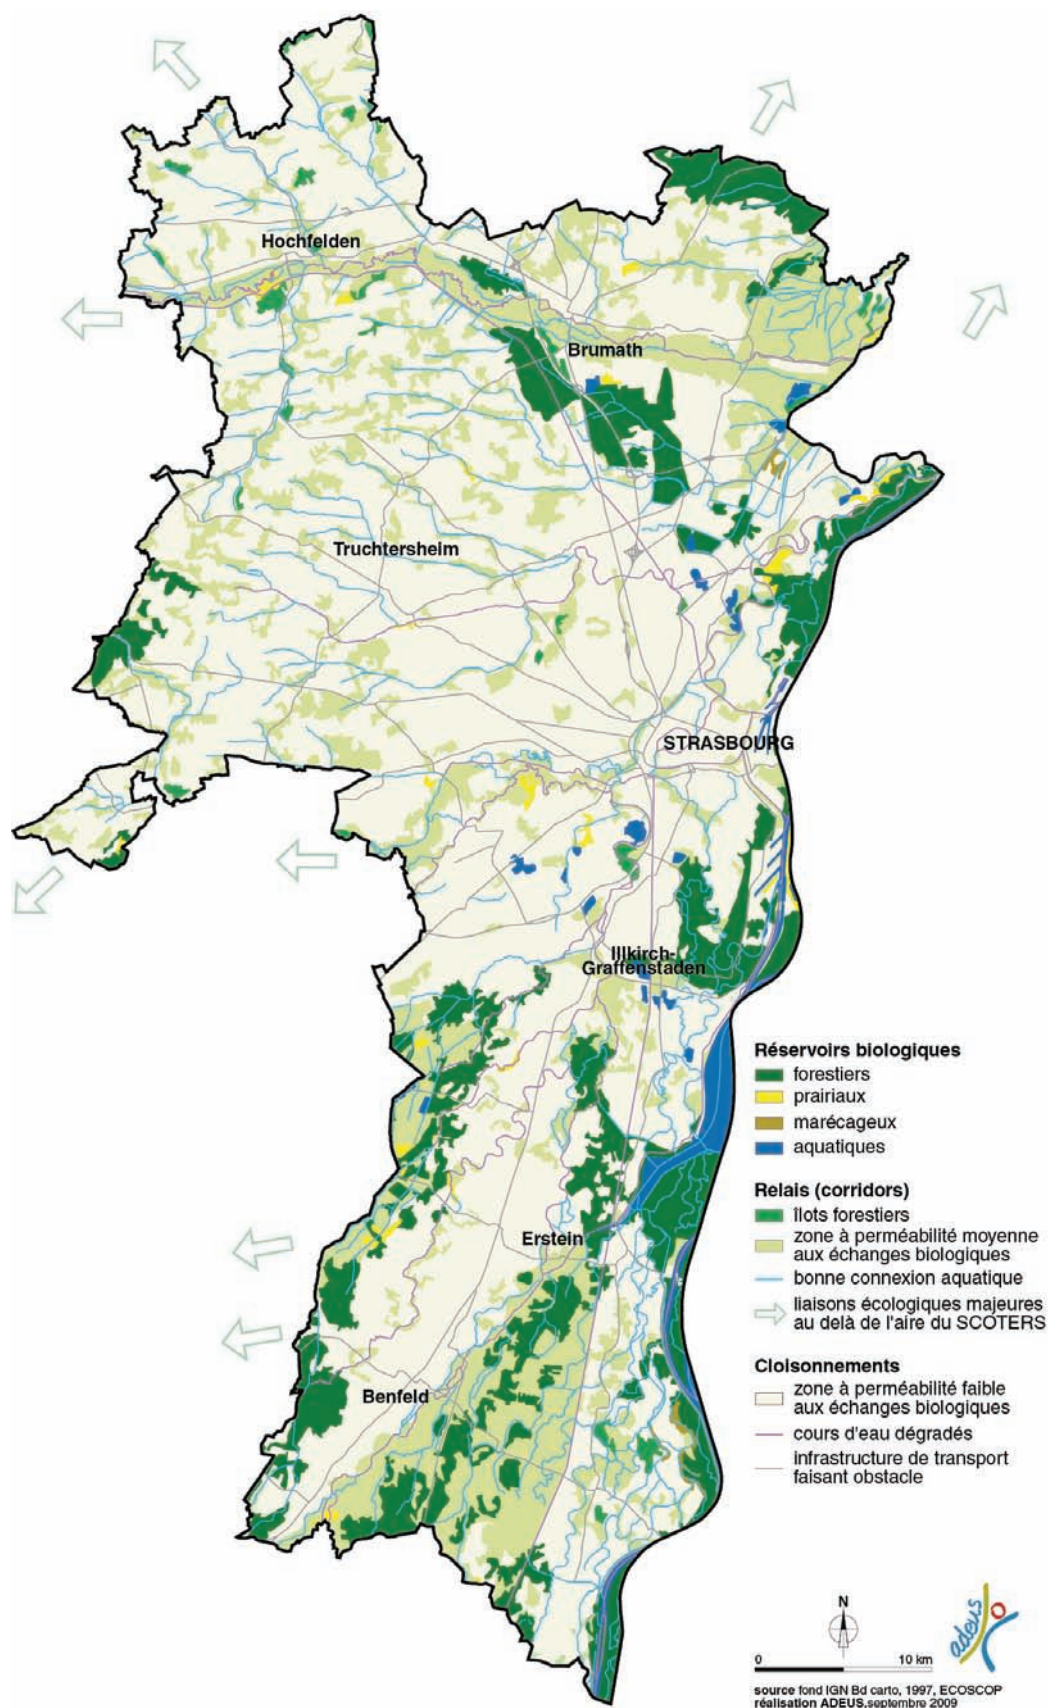 Hochfelden
Brumath
Truchtersheim
STRASBOURG
Illkirch-
Graffenstaden
Erstein
Benfeld
Réservoirs biologiques
forestiers
prairiaux
marécageux
aquatiques
Relais (corridors)
îlots forestiers
zone à perméabilité moyenne
aux échanges biologiques
bonne connexion aquatique
liaisons écologiques majeures
au delà de l'aire du SCOTERS
Cloisonnements
zone à perméabilité faible
aux échanges biologiques
cours d'eau dégradés
infrastructure de transport
faisant obstacle
N
0 10 km
adeus
source fond IGN Bd carto, 1997, ECOSCOP
réalisation ADEUS,septembre 2009